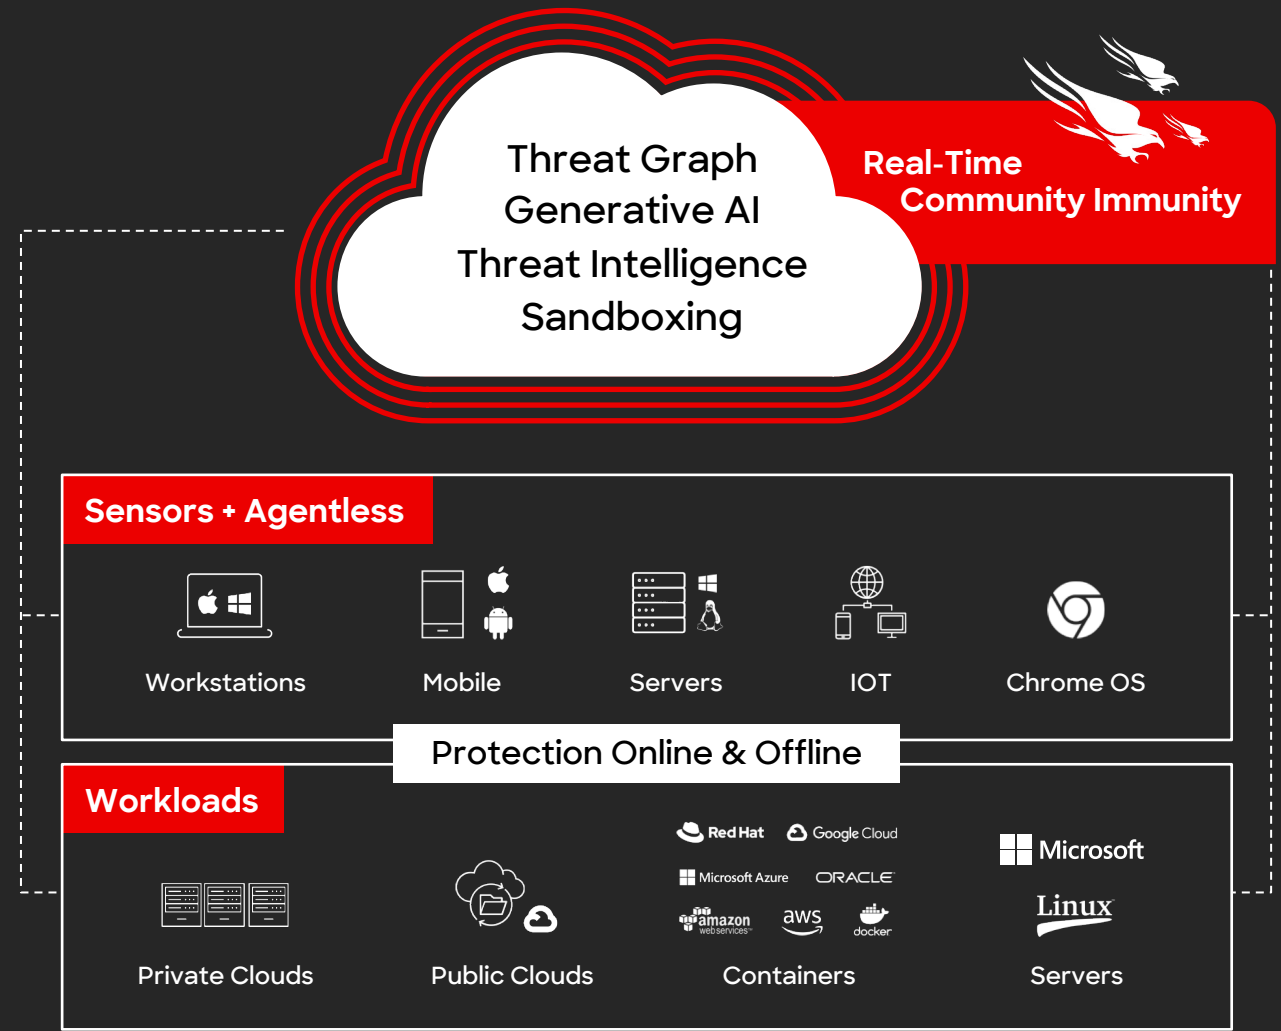 Threat Graph
Generative AI
Threat Intelligence
Sandboxing
Real-Time
Community Immunity
Sensors + Agentless
Workstations
Mobile
Servers
IOT
Chrome OS
Protection Online & Offline
Workloads
Red Hat
Google Cloud
Microsoft Azure
ORACLE
amazon
webservices™
aws
docker
Microsoft
Linux
Private Clouds
Public Clouds
Containers
Servers